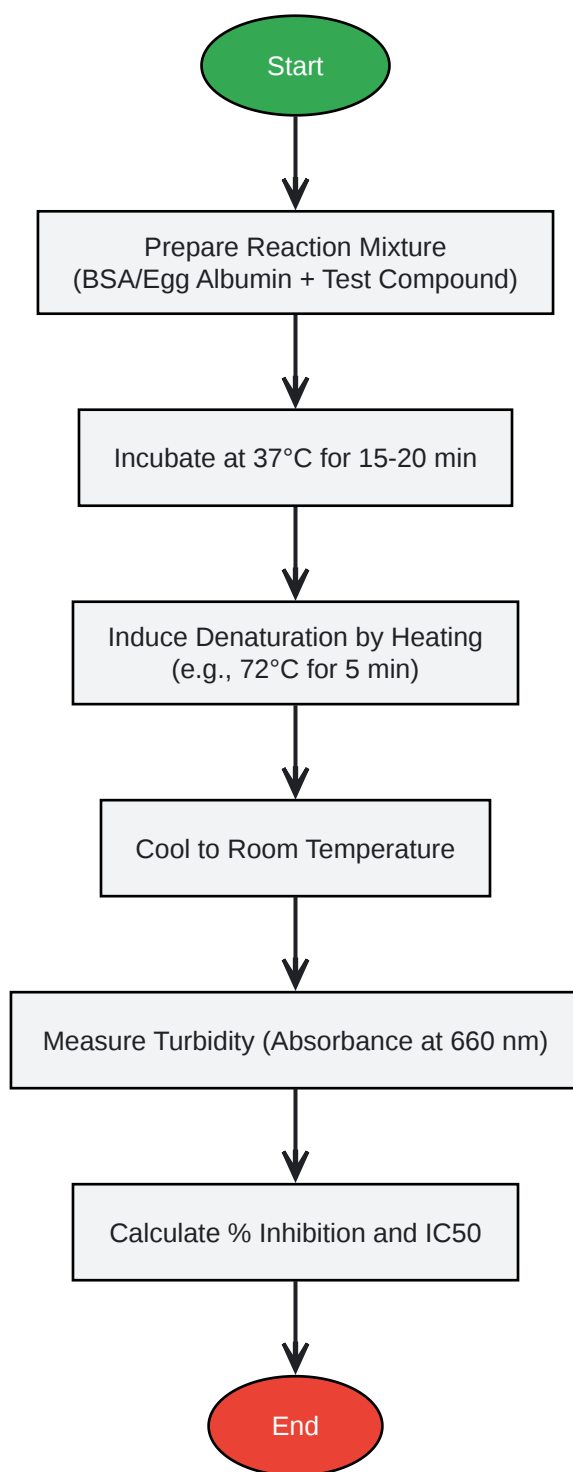 Start
Prepare Reaction Mixture
(BSA/Egg Albumin + Test Compound)
Incubate at 37°C for 15-20 min
Induce Denaturation by Heating
(e.g., 72°C for 5 min)
Cool to Room Temperature
Measure Turbidity (Absorbance at 660 nm)
Calculate % Inhibition and IC50
End